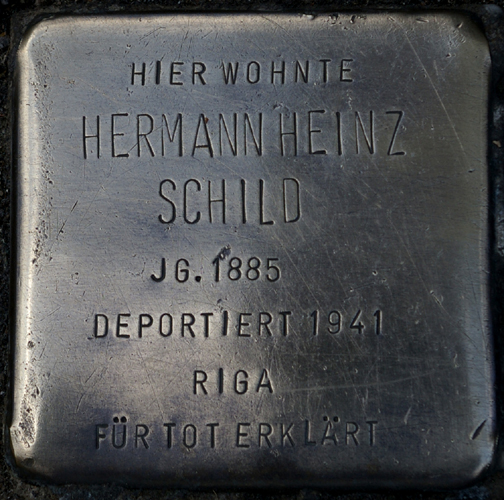 HIER WOHNTE
HERMANN HEINZ
SCHILD
JG. 1885
DEPORTIERT 1941
RIGA
FÜR TOT ERKLÄRT